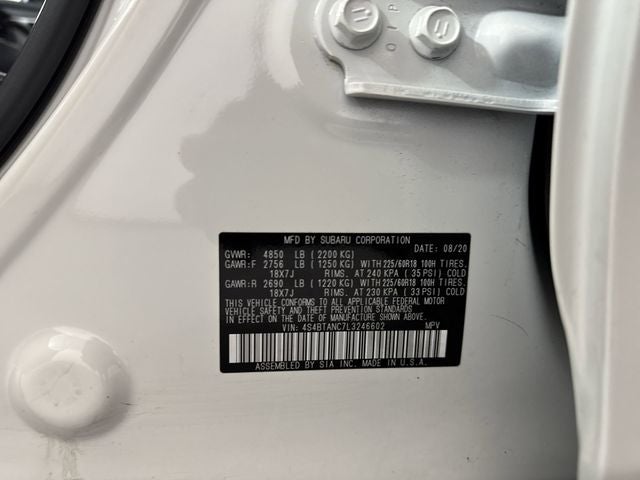 MFD BY SUBARU CORPORATION
DATE: 08/20
GVWR: 4850 LB (2200 KG)
GAWR:F 2756 LB (1250 KG) WITH 225/60R18 100H TIRES.
18X7J RIMS. AT 240 KPA (35 PSI) COLD
GAWR:R 2690 LB (1220 KG) WITH 225/60R18 100H TIRES.
18X7J RIMS. AT 230 KPA (33 PSI) COLD
THIS VEHICLE CONFORMS TO ALL APPLICABLE FEDERAL MOTOR
VEHICLE SAFETY AND THEFT PREVENTION STANDARDS
IN EFFECT ON THE DATE OF MANUFACTURE SHOWN ABOVE.
VIN: 4S4BTANC7L3246602 MPV
ASSEMBLED BY SIA INC. MADE IN U.S.A.